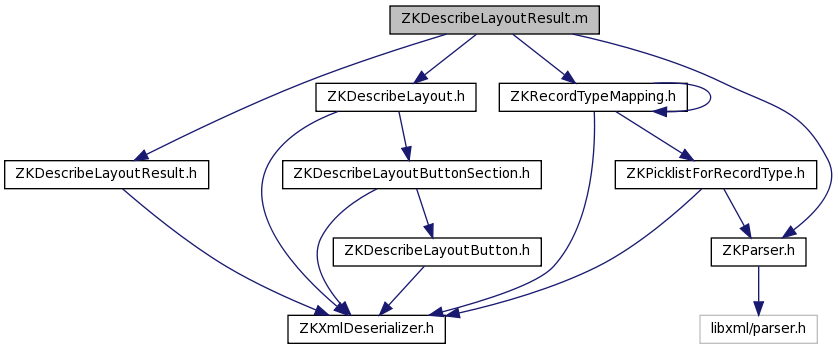 ZKDescribeLayoutResult.m
ZKDescribeLayout.h
ZKRecordTypeMapping.h
ZKDescribeLayoutResult.h
ZKDescribeLayoutButtonSection.h
ZKPicklistForRecordType.h
ZKDescribeLayoutButton.h
ZKParser.h
ZKXmlDeserializer.h
libxml/parser.h